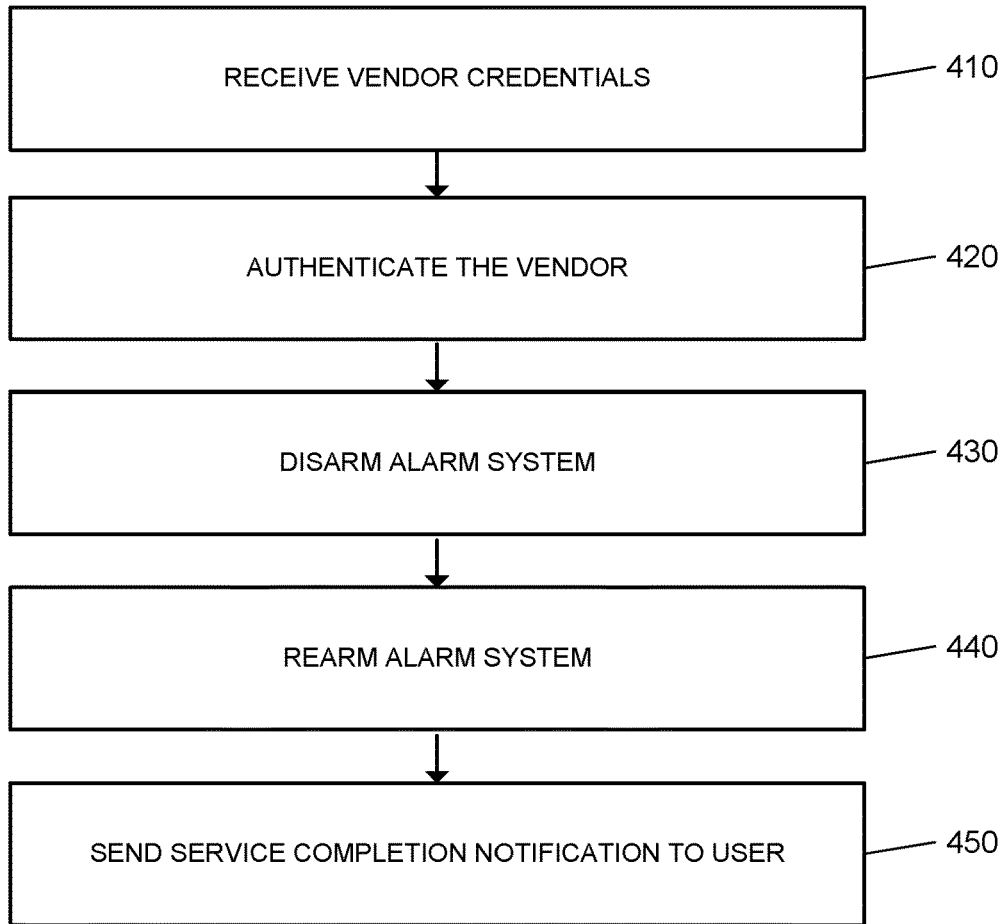 RECEIVE VENDOR CREDENTIALS
410
AUTHENTICATE THE VENDOR
420
DISARM ALARM SYSTEM
430
REARM ALARM SYSTEM
440
SEND SERVICE COMPLETION NOTIFICATION TO USER
450